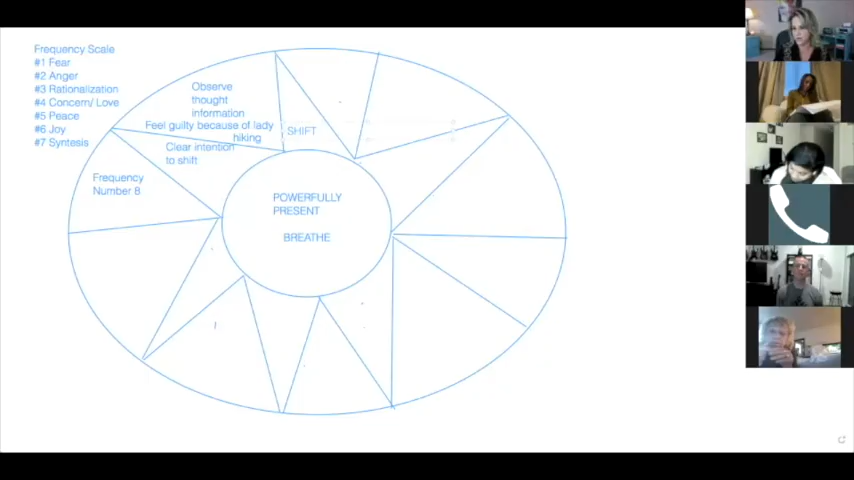 Frequency Scale
#1 Fear
#2 Anger
#3 Rationalization
#4 Concern/ Love
#5 Peace
#6 Joy
#7 Syntesis
Observe
thought
information
Feel guilty because of lady
hiking
SHIFT
Clear intention
to shift
Frequency
Number 8
POWERFULLY
PRESENT
BREATHE